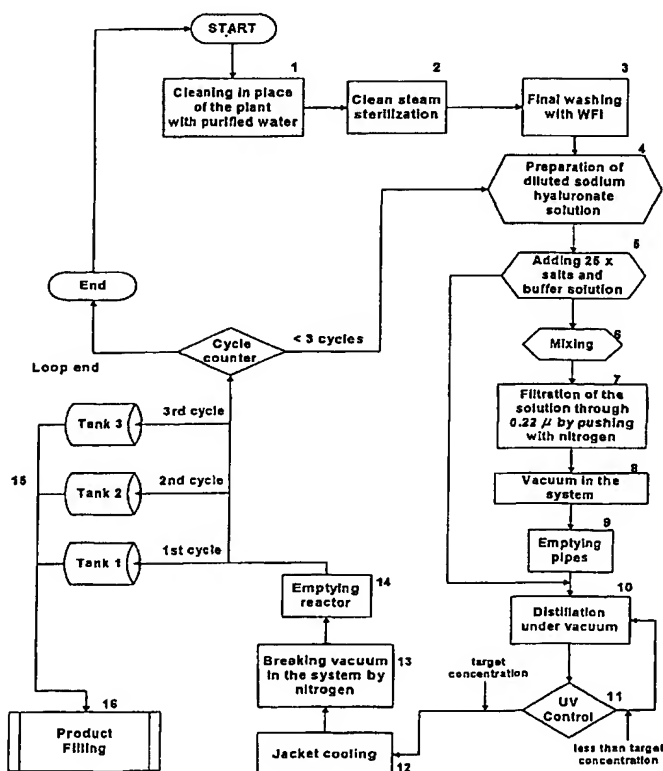 START
1
Cleaning in place
of the plant
with purified water
2
Clean steam
sterilization
3
Final washing
with WFI
4
Preparation of
diluted sodium
hyaluronate
solution
5
Adding 25 x
salts and
buffer solution
6
Mixing
7
Filtration of the
solution through
0.22 µ by pushing
with nitrogen
8
Vacuum in the
system
9
Emptying
pipes
10
Distillation
under vacuum
11
UV
Control
target
concentration
less than target
concentration
Jacket cooling
12
13
Breaking vacuum
in the system by
nitrogen
14
Emptying
reactor
1st cycle
Tank 1
2nd cycle
Tank 2
3rd cycle
Tank 3
15
Cycle
counter
< 3 cycles
Loop end
End
16
Product
Filling